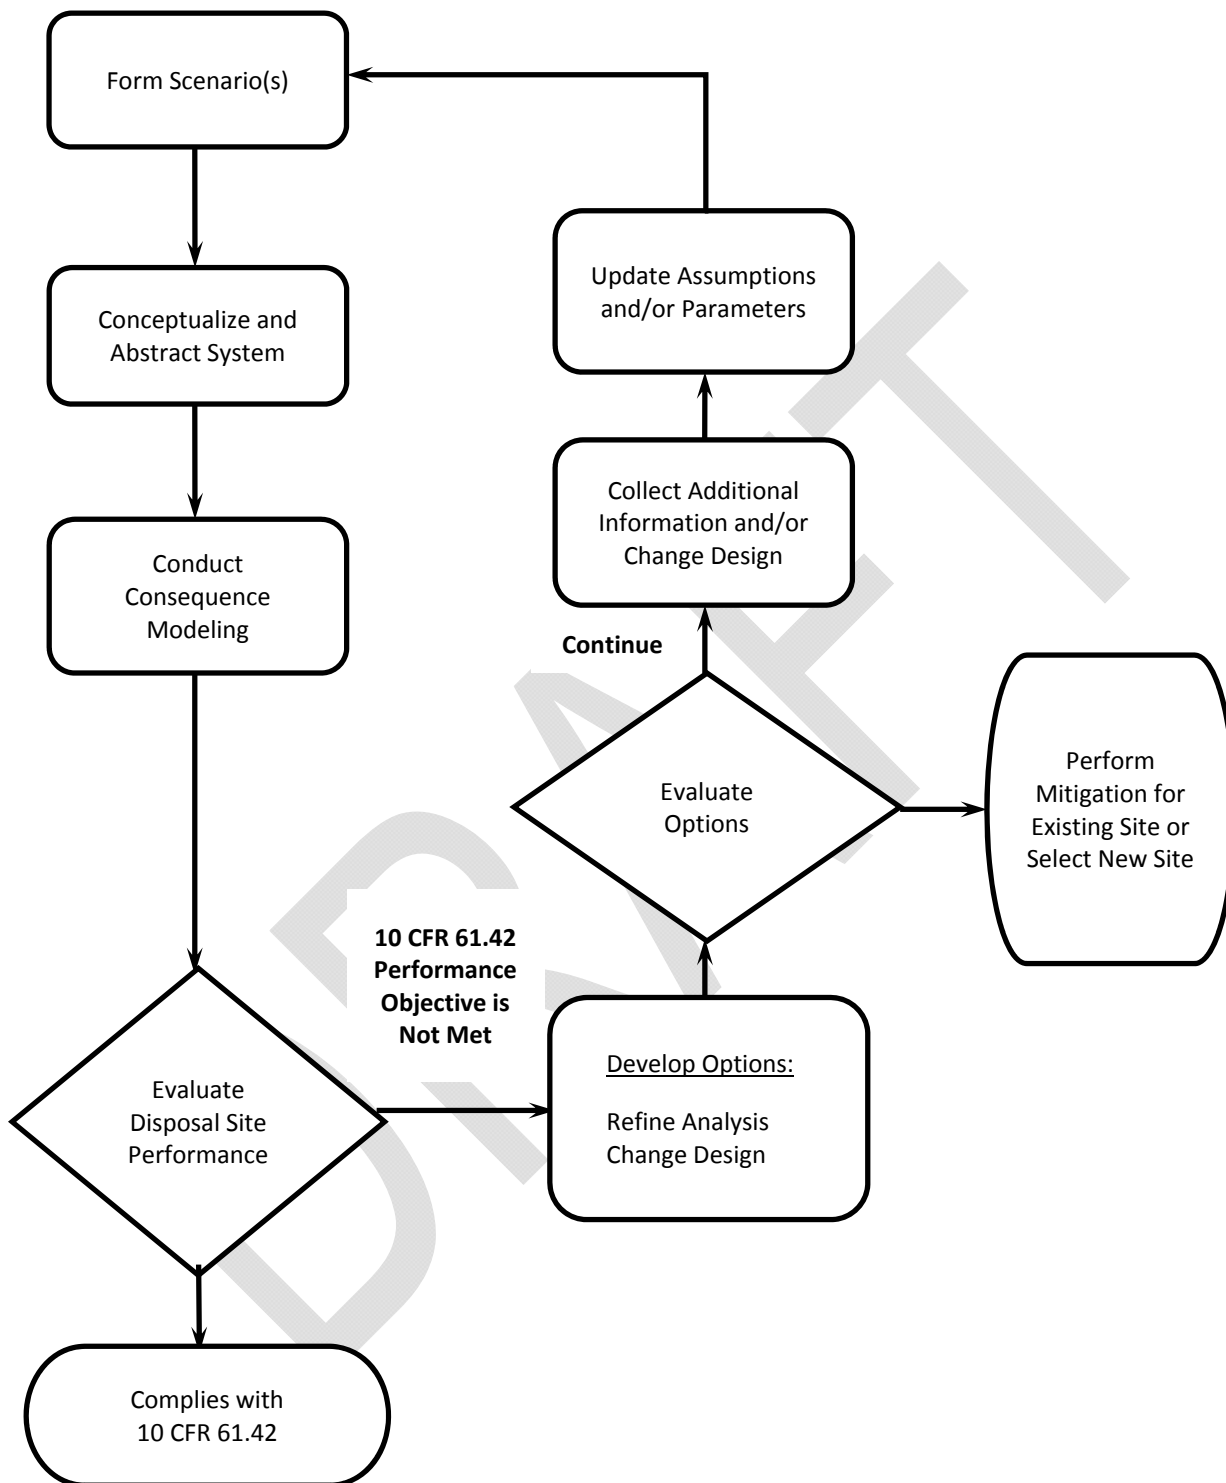 Form Scenario(s)
Conceptualize and
Abstract System
Conduct
Consequence
Modeling
Evaluate
Disposal Site
Performance
Complies with
10 CFR 61.42
10 CFR 61.42
Performance
Objective is
Not Met
Develop Options:
Refine Analysis
Change Design
Evaluate
Options
Continue
Collect Additional
Information and/or
Change Design
Update Assumptions
and/or Parameters
Perform
Mitigation for
Existing Site or
Select New Site
DRAFT